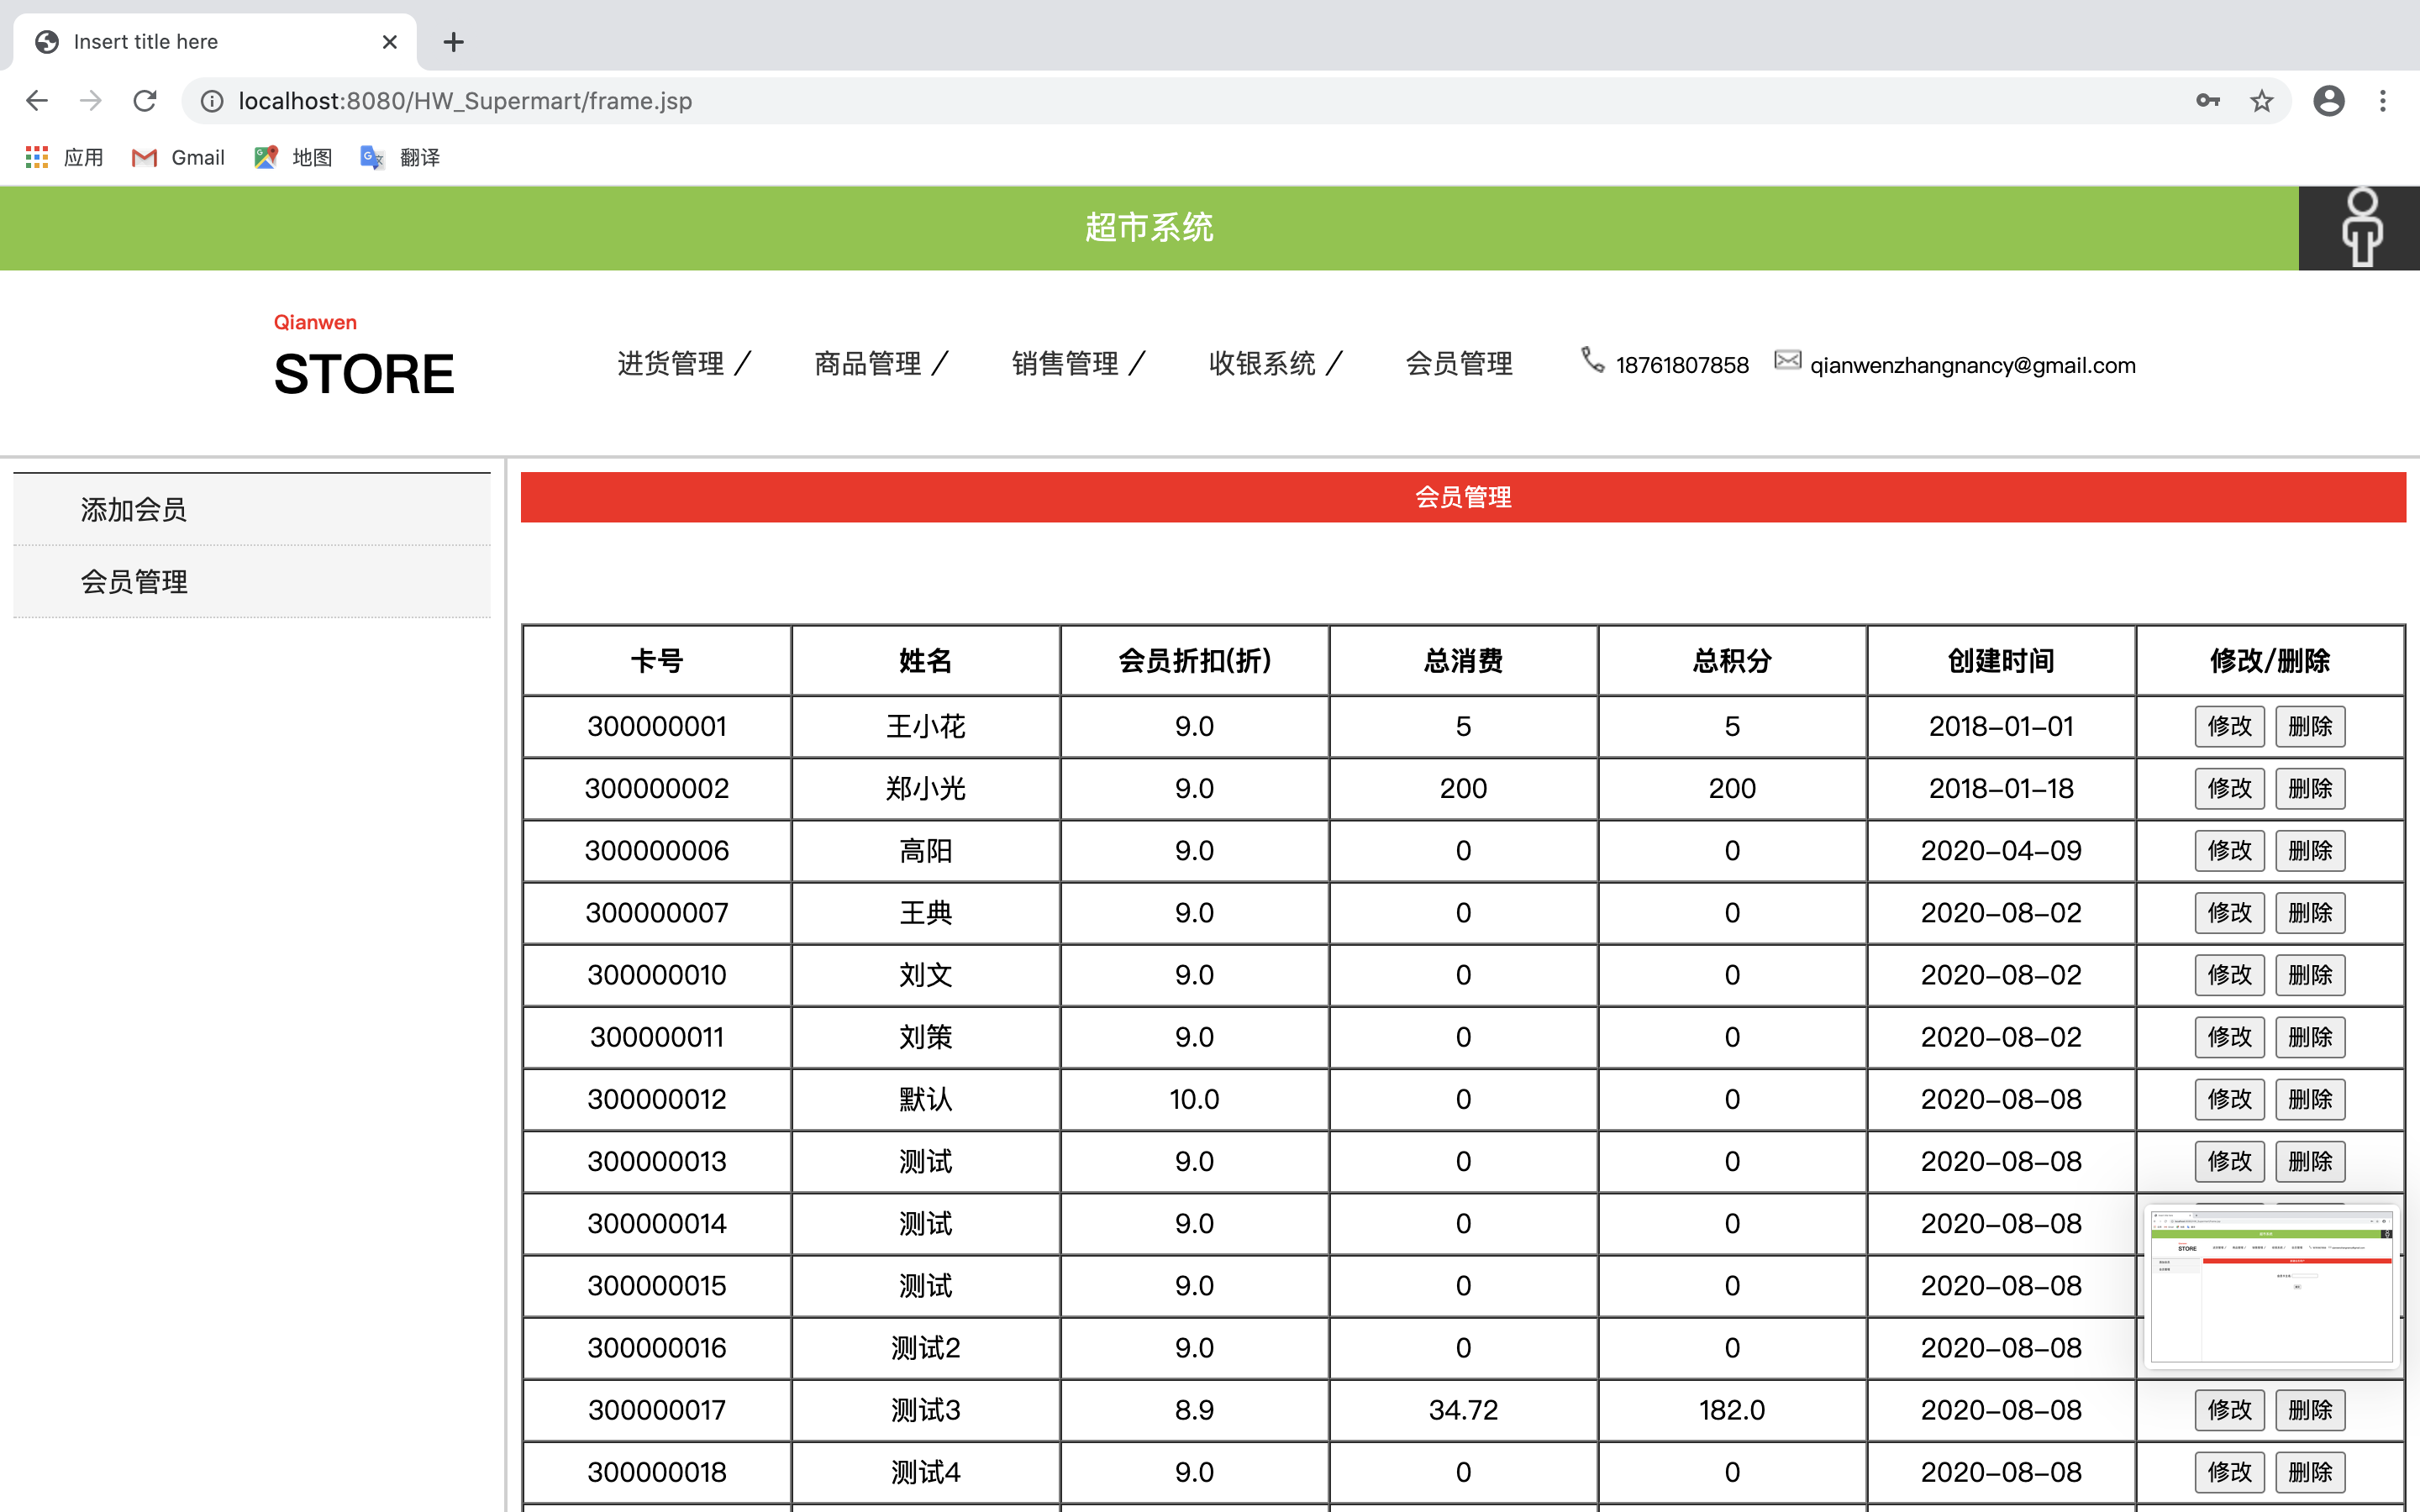 Insert title here
localhost:8080/HW_Supermart/frame.jsp
应用 Gmail 地图 翻译
超市系统
Qianwen
STORE
进货管理 / 商品管理 / 销售管理 / 收银系统 / 会员管理 18761807858 qianwenzhangnancy@gmail.com
添加会员
会员管理
会员管理
卡号 姓名 会员折扣(折) 总消费 总积分 创建时间 修改/删除
300000001 王小花 9.0 5 5 2018-01-01 修改 删除
300000002 郑小光 9.0 200 200 2018-01-18 修改 删除
300000006 高阳 9.0 0 0 2020-04-09 修改 删除
300000007 王典 9.0 0 0 2020-08-02 修改 删除
300000010 刘文 9.0 0 0 2020-08-02 修改 删除
300000011 刘策 9.0 0 0 2020-08-02 修改 删除
300000012 默认 10.0 0 0 2020-08-08 修改 删除
300000013 测试 9.0 0 0 2020-08-08 修改 删除
300000014 测试 9.0 0 0 2020-08-08
300000015 测试 9.0 0 0 2020-08-08
300000016 测试2 9.0 0 0 2020-08-08
300000017 测试3 8.9 34.72 182.0 2020-08-08 修改 删除
300000018 测试4 9.0 0 0 2020-08-08 修改 删除
STORE